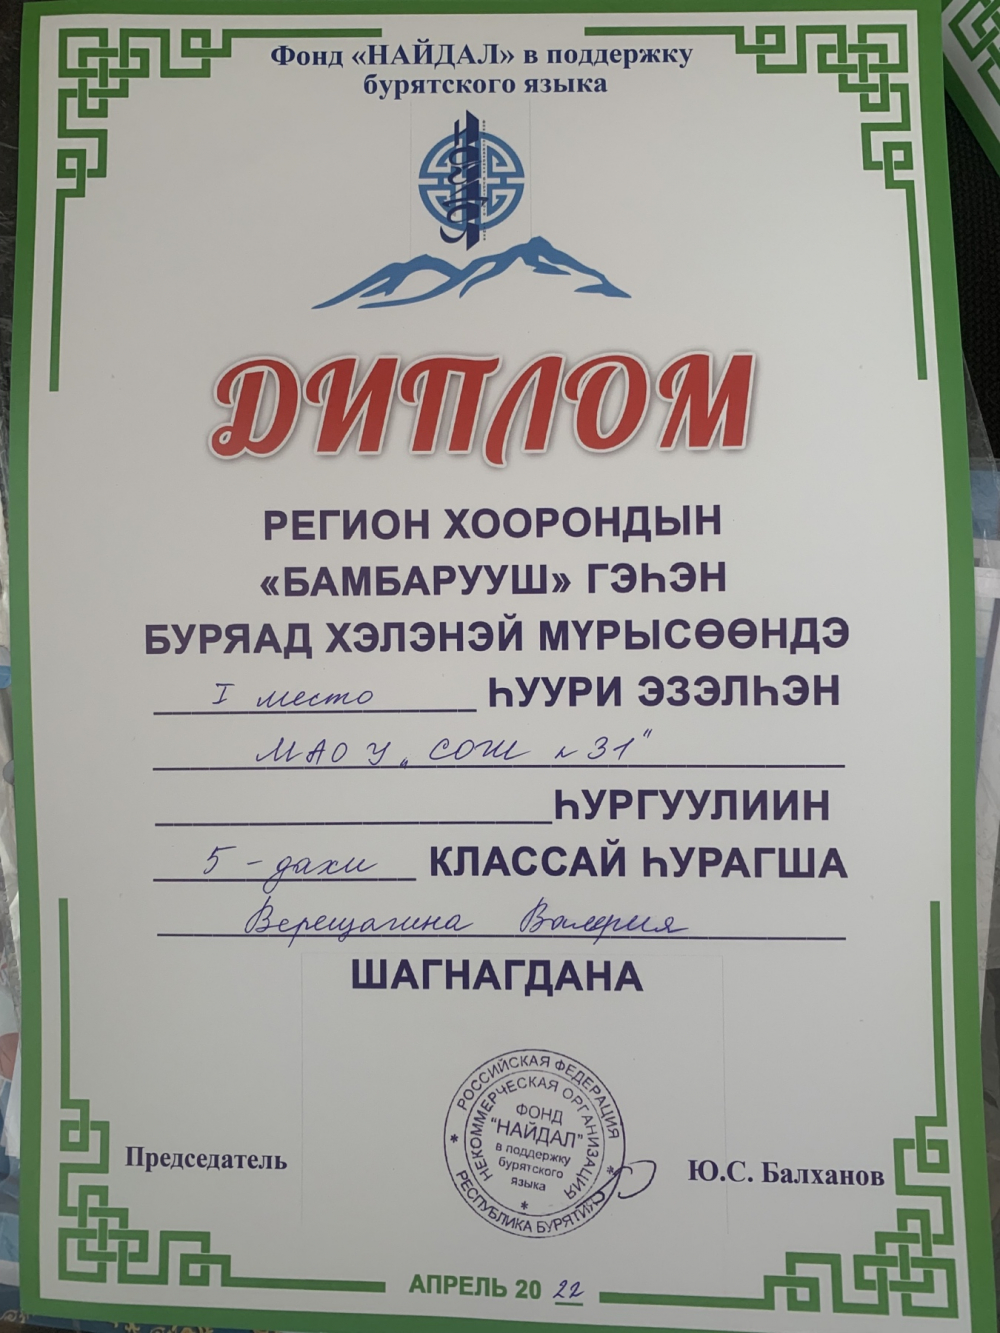 Фонд «НАЙДАЛ» в поддержку
бурятского языка
ДИПЛОМ
РЕГИОН ХООРОНДЫН
«БАМБАРУУШ» ГЭҺЭН
БУРЯАД ХЭЛЭНЭЙ МҮРЫСӨӨНДЭ
I место ҺУУРИ ЭЗЭЛҺЭН
МАОУ "СОШ №31"
ҺУРГУУЛИИН
5-дахи КЛАССАЙ ҺУРАГША
Верещагина Валерия
ШАГНАГДАНА
РОССИЙСКАЯ ФЕДЕРАЦИЯ
НЕКОММЕРЧЕСКАЯ ОРГАНИЗАЦИЯ
ФОНД
"НАЙДАЛ"
в поддержку
бурятского
языка
РЕСПУБЛИКА БУРЯТИЯ
Председатель
Ю.С. Балханов
АПРЕЛЬ 2022